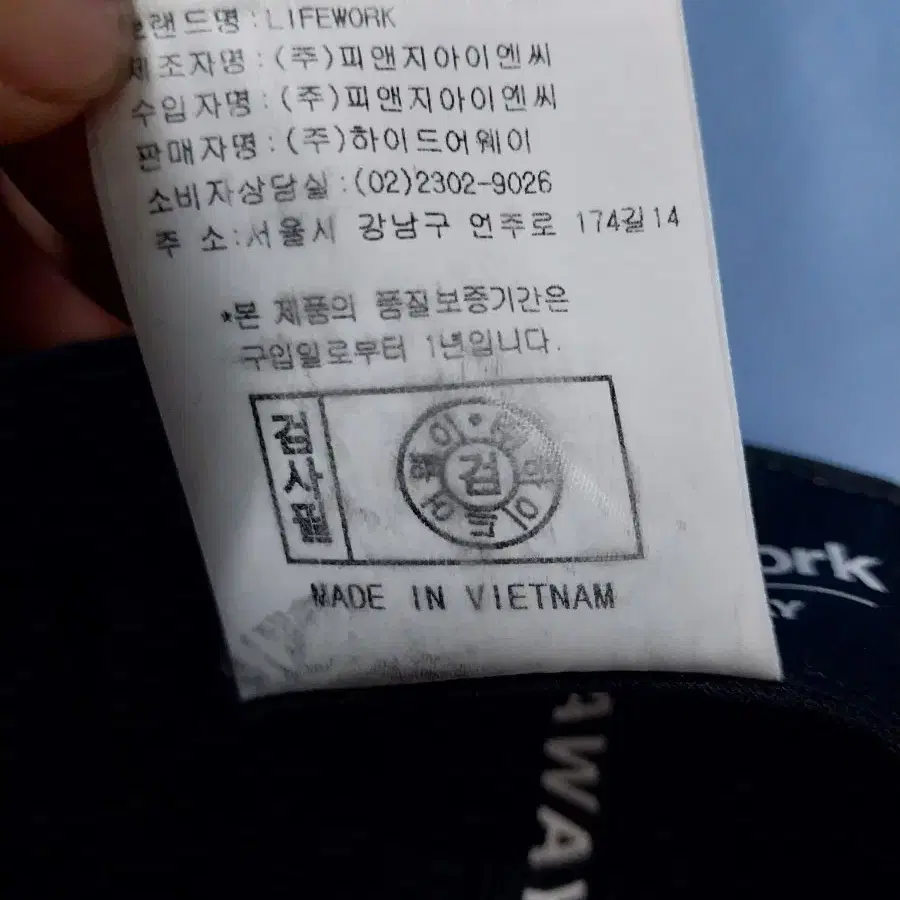 브랜드명:LIFEWORK
제조자명:(주)피앤지아이엔씨
수입자명:(주)피앤지아이엔씨
판매자명:(주)하이드어웨이
소비자상담실:(02)2302-9026
주 소:서울시 강남구 언주로 174길14
*본 제품의 품질보증기간은
구입일로부터 1년입니다.
검사필
검
MADE IN VIETNAM
ork
AWAY